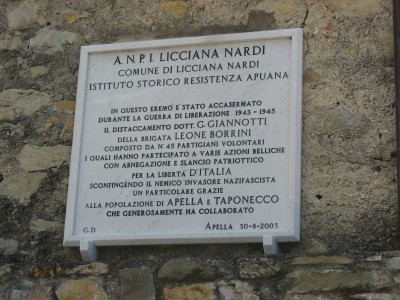 A.N.P.I. LICCIANA NARDI
COMUNE DI LICCIANA NARDI
ISTITUTO STORICO RESISTENZA APUANA
IN QUESTO EREMO È STATO ACCASERMATO
DURANTE LA GUERRA DI LIBERAZIONE 1943-1945
IL DISTACCAMENTO DOTT. G. GIANNOTTI
DELLA BRIGATA LEONE BORRINI
COMPOSTO DA N° 45 PARTIGIANI VOLONTARI
I QUALI HANNO PARTECIPATO A VARIE AZIONI BELLICHE
CON ABNEGAZIONE E SLANCIO PATRIOTTICO
PER LA LIBERTÀ D'ITALIA
SCONFINGENDO IL NEMICO INVASORE NAZIFASCISTA
UN PARTICOLARE GRAZIE
ALLA POPOLAZIONE DI APELLA E TAPONECCO
CHE GENEROSAMENTE HA COLLABORATO
G.D. APELLA 30-8-2003